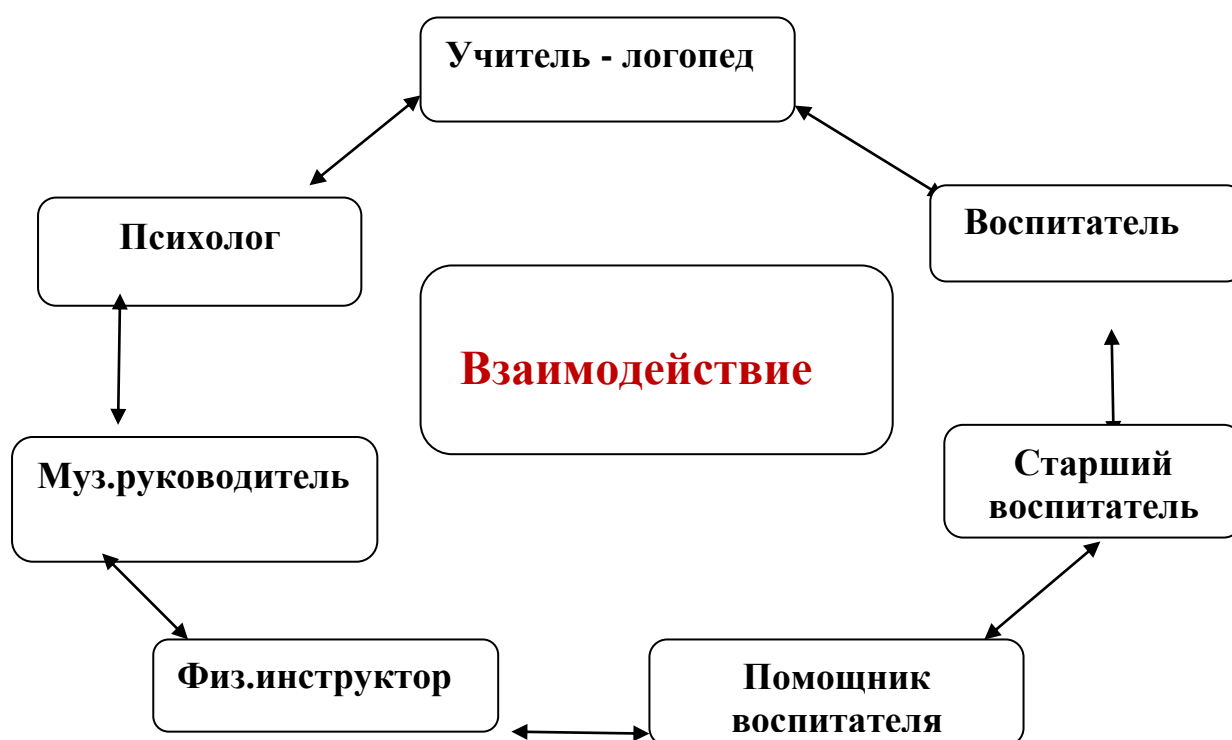 Учитель - логопед
Психолог
Воспитатель
Взаимодействие
Муз.руководитель
Старший
воспитатель
Физ.инструктор
Помощник
воспитателя